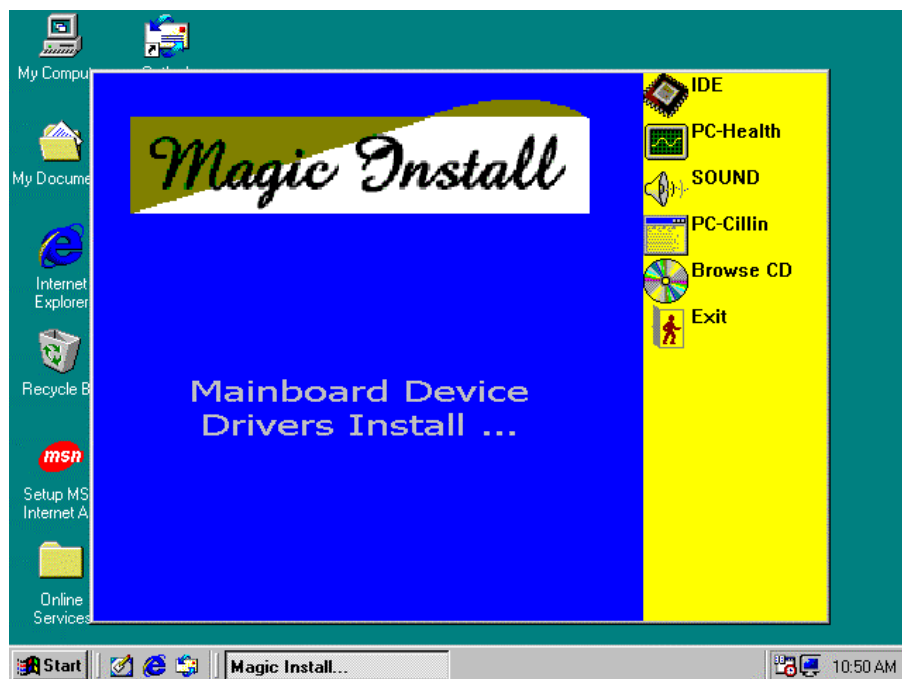 My Compu
My Docume
Internet
Explorer
Recycle B
msn
Setup MS
Internet A
Online
Services
Magic Install
Mainboard Device
Drivers Install ...
IDE
PC-Health
SOUND
PC-Cillin
Browse CD
Exit
Start
Magic Install...
10:50 AM